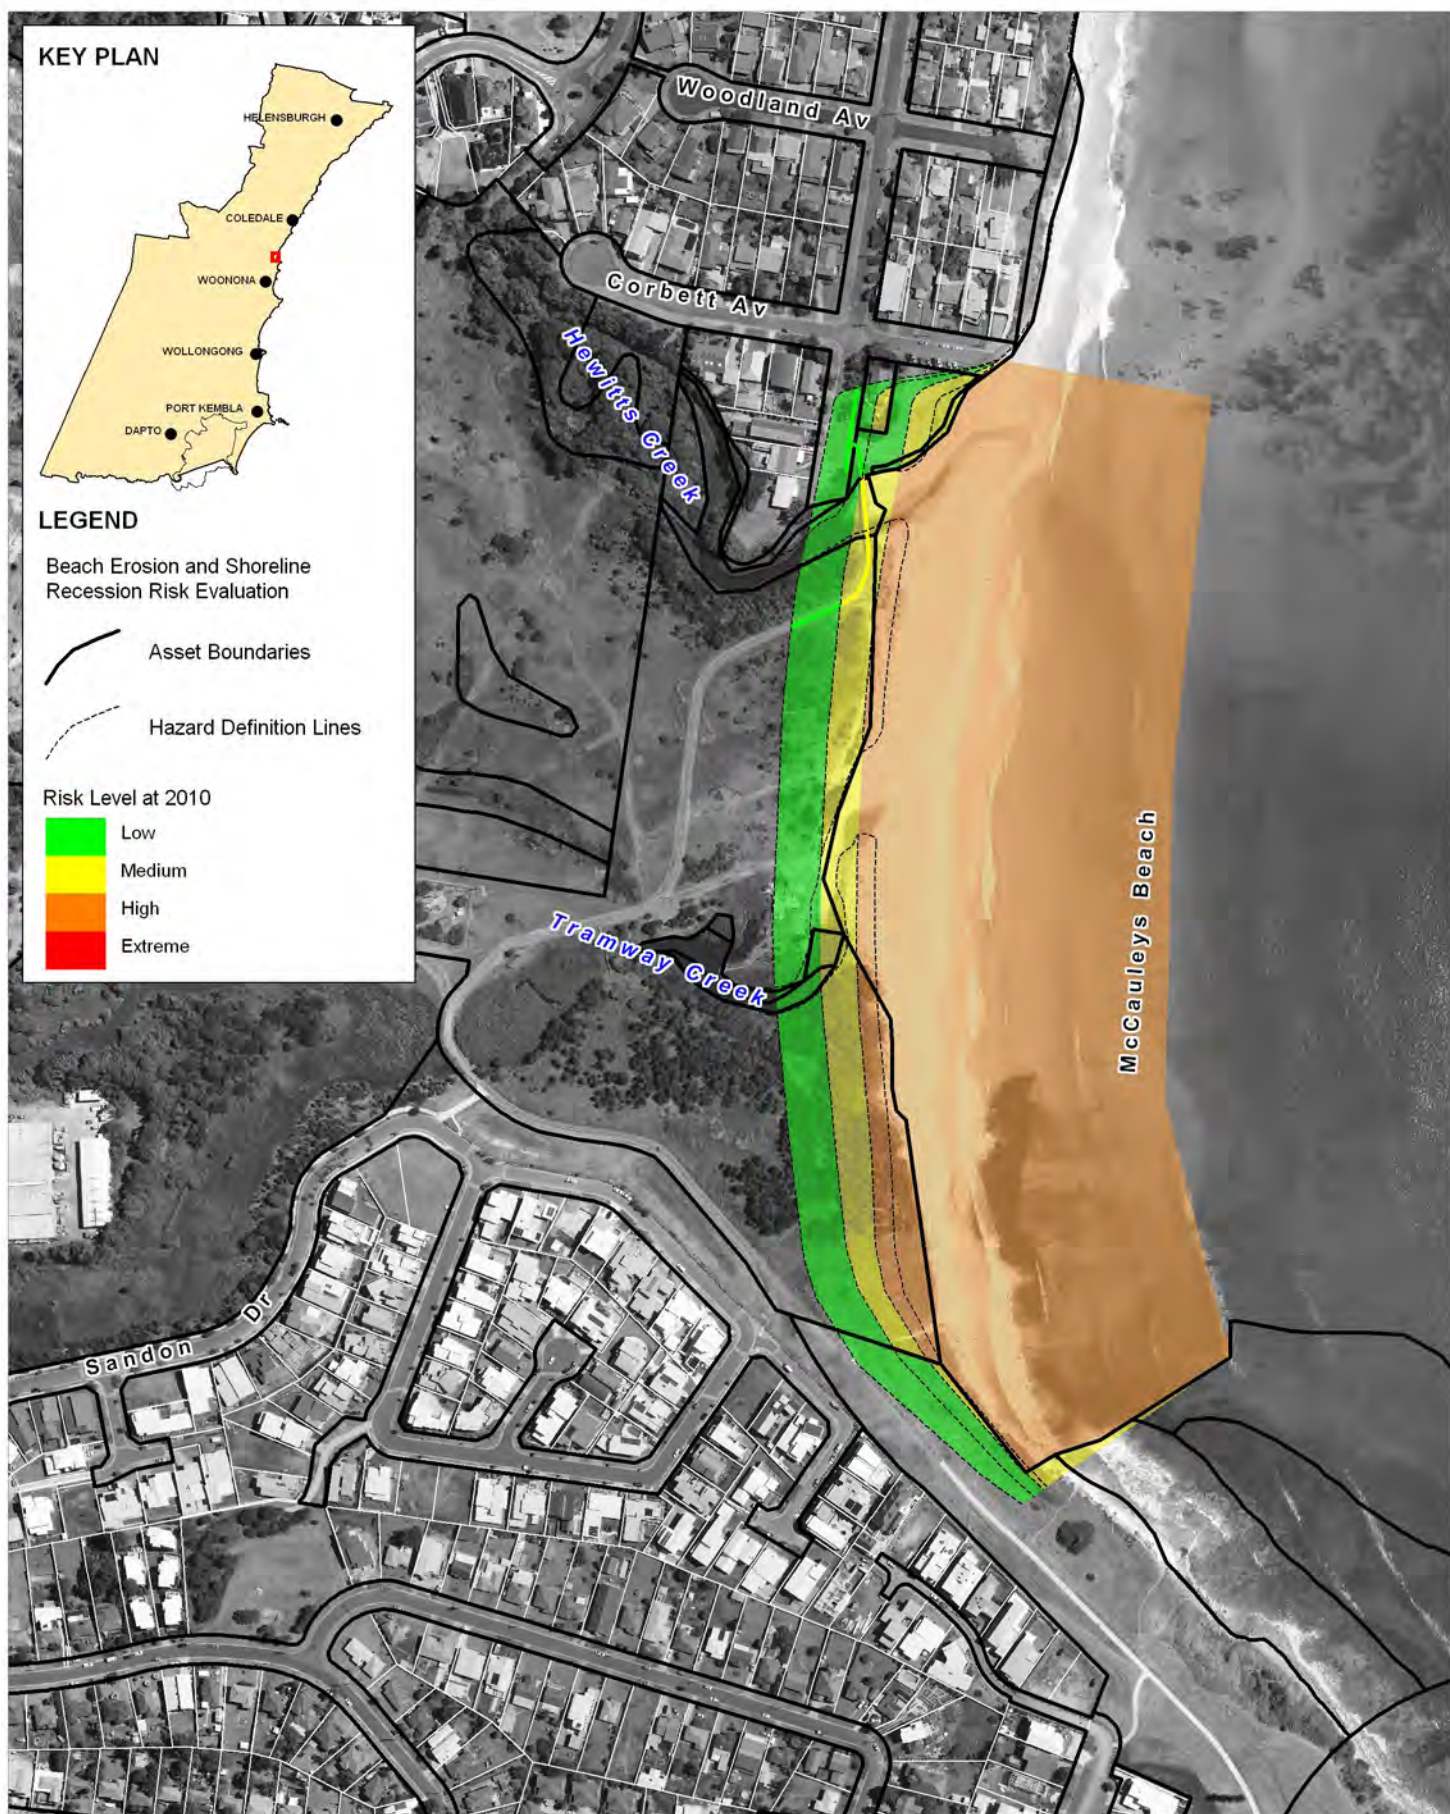 KEY PLAN
HELENSBURGH
COLEDALE
WOONONA
WOLLONGONG
PORT KEMBLA
DAPTO
LEGEND
Beach Erosion and Shoreline
Recession Risk Evaluation
Asset Boundaries
Hazard Definition Lines
Risk Level at 2010
Low
Medium
High
Extreme
Woodland Av
Corbett Av
Hewitts Creek
Tramway Creek
McCauleys Beach
Sandon Dr